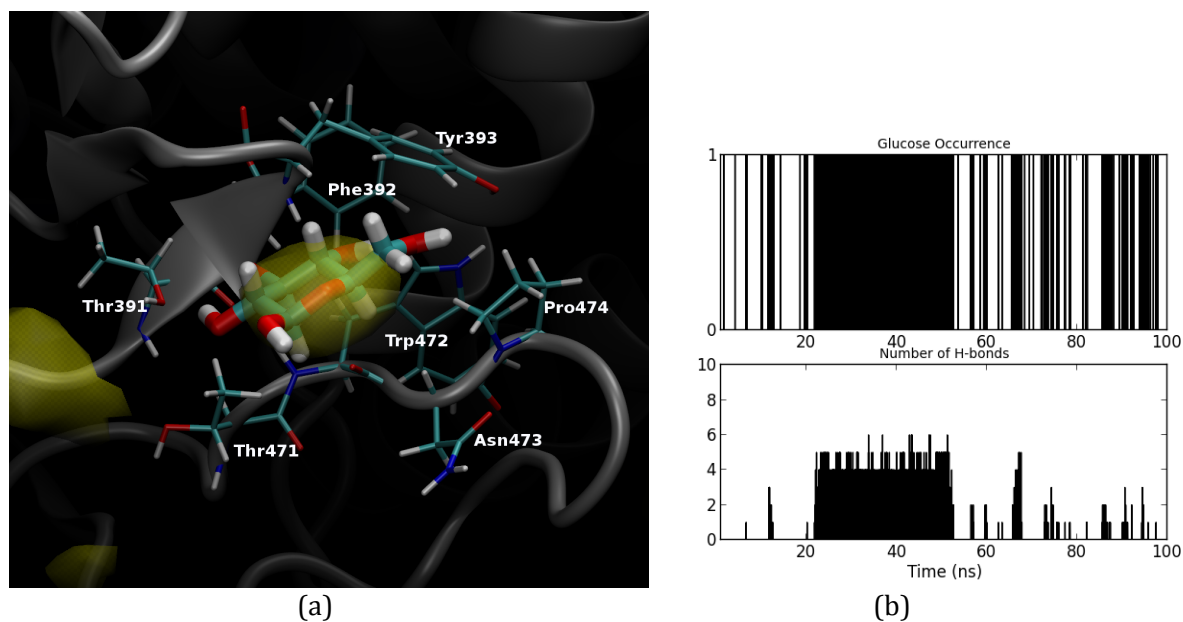 Tyr393
Phe392
Thr391
Pro474
Trp472
Asn473
Thr471
(a)
Glucose Occurrence
1
0
20 40 60 80 100
Number of H-bonds
10
8
6
4
2
0
20 40 60 80 100
Time (ns)
(b)